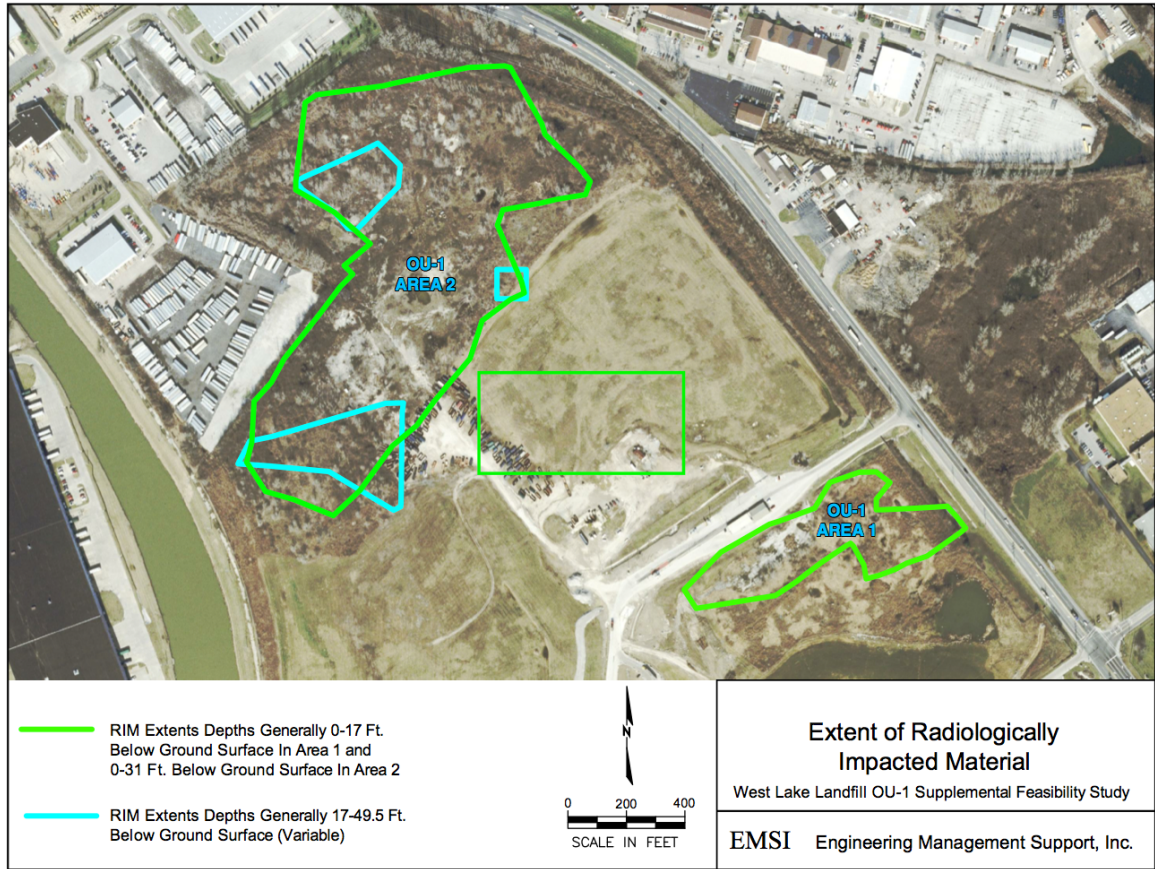 OU-1
AREA 2
OU-1
AREA 1
RIM Extents Depths Generally 0-17 Ft.
Below Ground Surface In Area 1 and
0-31 Ft. Below Ground Surface In Area 2
RIM Extents Depths Generally 17-49.5 Ft.
Below Ground Surface (Variable)
N
0 200 400
SCALE IN FEET
Extent of Radiologically
Impacted Material
West Lake Landfill OU-1 Supplemental Feasibility Study
EMSI Engineering Management Support, Inc.